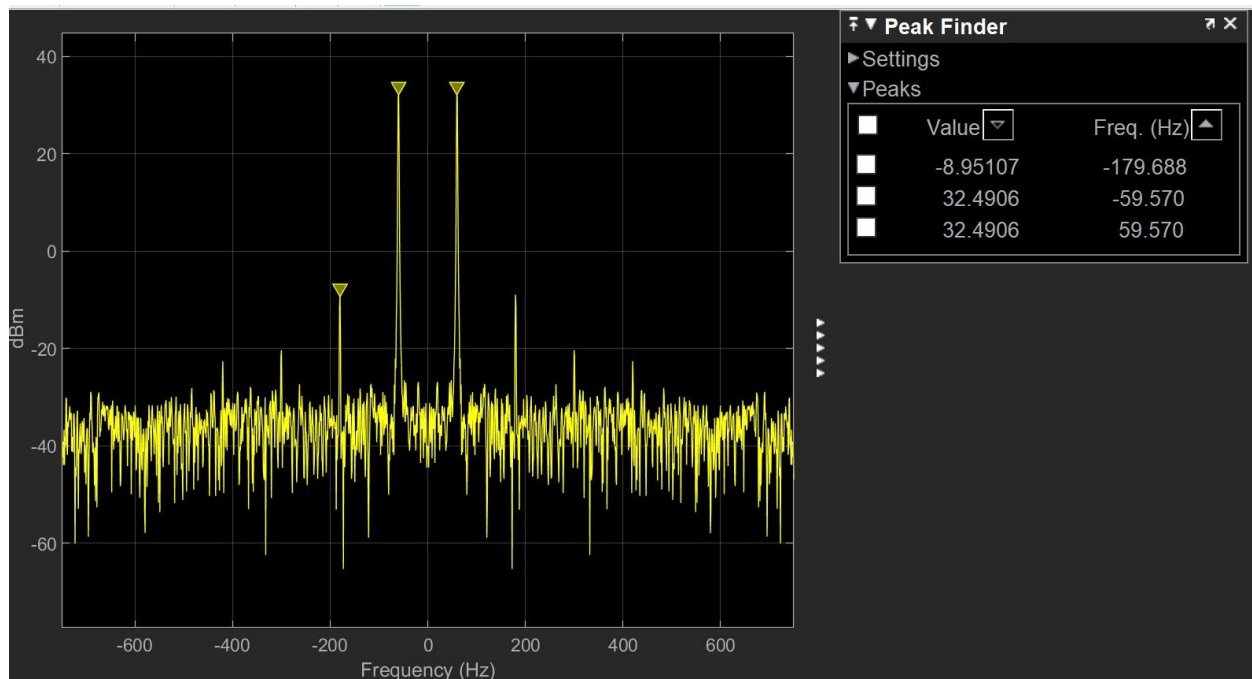 Peak Finder
Settings
Peaks
Value Freq. (Hz)
-8.95107 -179.688
32.4906 -59.570
32.4906 59.570
40
20
0
-20
-40
-60
dBm
-600 -400 -200 0 200 400 600
Frequency (Hz)